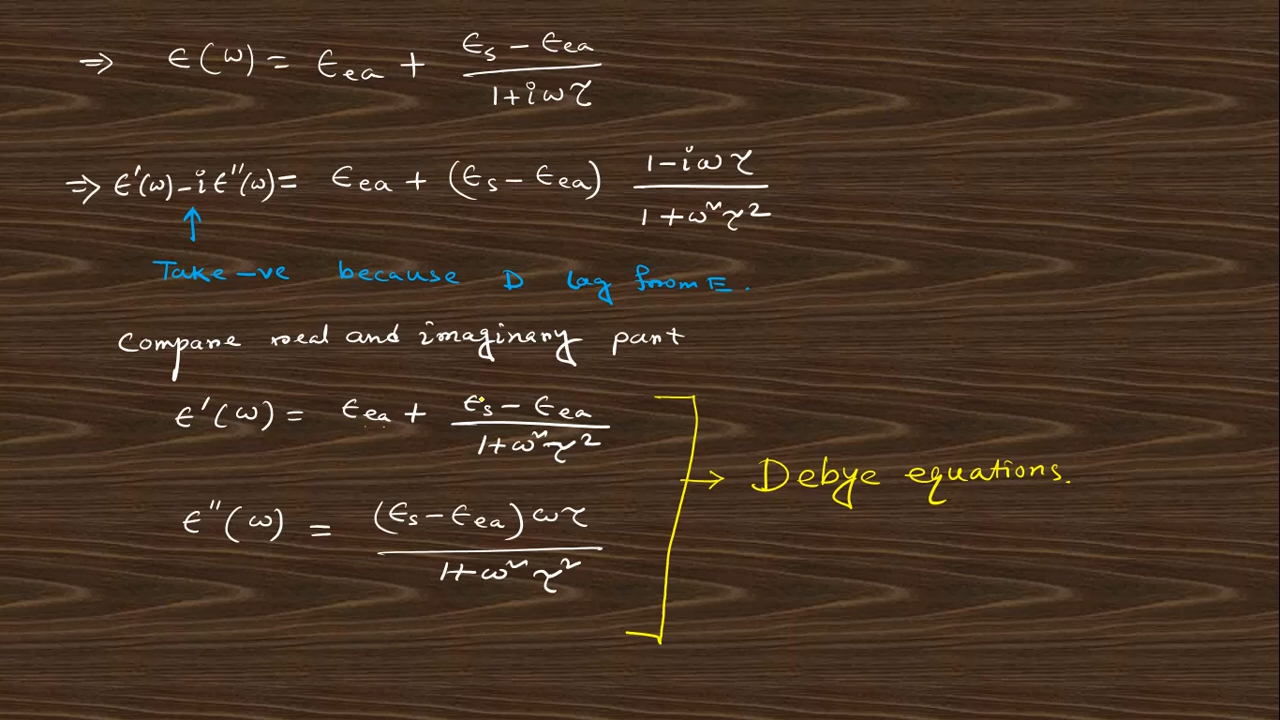 ⇒ ϵ(ω) = ϵea + (ϵs − ϵea) / (1+iωτ)
⇒ ϵ'(ω) − iϵ''(ω) = ϵea + (ϵs − ϵea) (1−iωτ) / (1+ω²τ²)
↑
Take −ve because D lag from E.
Compare real and imaginary part
ϵ'(ω) = ϵea + (ϵs − ϵea) / (1+ω²τ²)
→ Debye equations.
ϵ''(ω) = (ϵs − ϵea)ωτ / (1+ω²τ²)